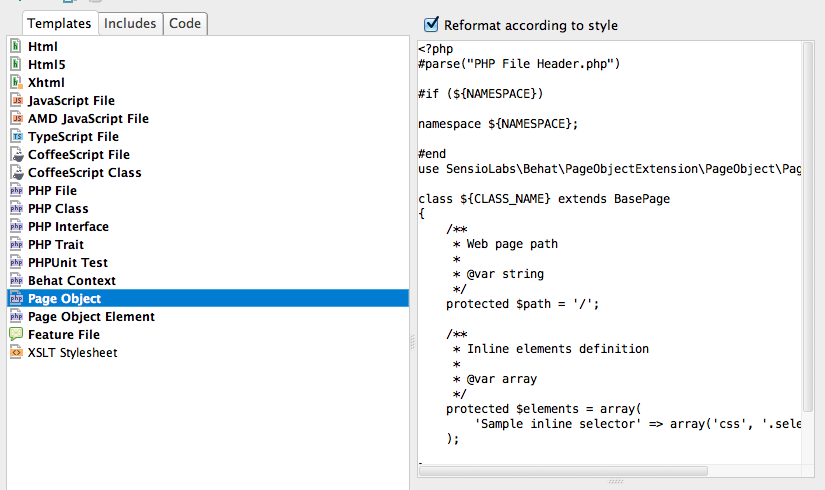 Templates Includes Code
Html
Html5
Xhtml
JavaScript File
AMD JavaScript File
TypeScript File
CoffeeScript File
CoffeeScript Class
PHP File
PHP Class
PHP Interface
PHP Trait
PHPUnit Test
Behat Context
Page Object
Page Object Element
Feature File
XSLT Stylesheet
Reformat according to style
<?php
#parse("PHP File Header.php")
#if (${NAMESPACE})
namespace ${NAMESPACE};
#end
use SensioLabs\Behat\PageObjectExtension\PageObject\Pag
class ${CLASS_NAME} extends BasePage
{
/**
* Web page path
*
* @var string
*/
protected $path = '/';
/**
* Inline elements definition
*
* @var array
*/
protected $elements = array(
'Sample inline selector' => array('css', '.sele
);